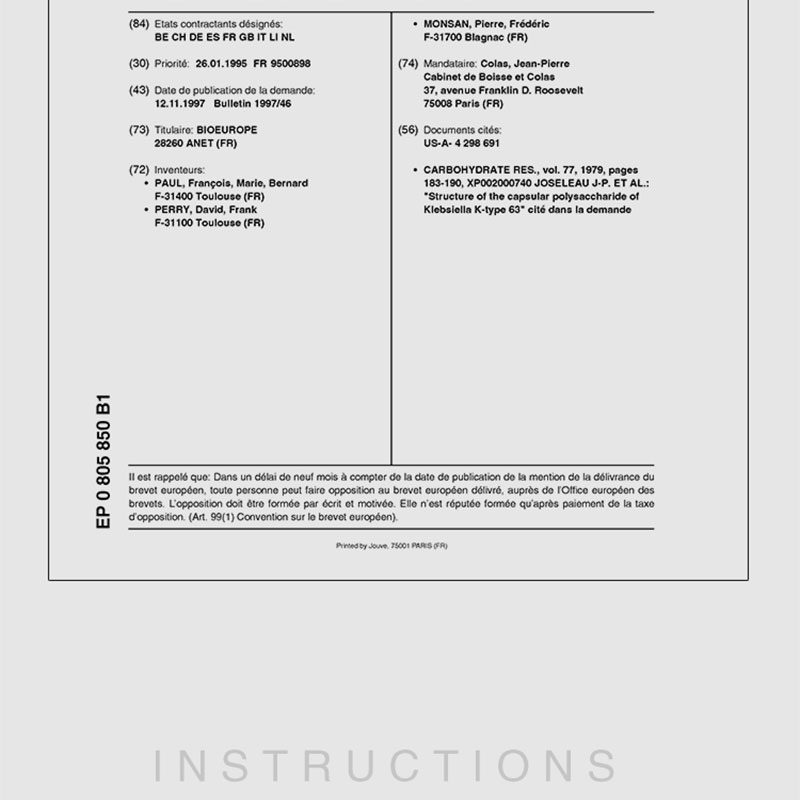 (84) Etats contractants désignés:
BE CH DE ES FR GB IT LI NL
(30) Priorité: 26.01.1995 FR 9500898
(43) Date de publication de la demande:
12.11.1997 Bulletin 1997/46
(73) Titulaire: BIOEUROPE
28260 ANET (FR)
(72) Inventeurs:
• PAUL, François, Marie, Bernard
F-31400 Toulouse (FR)
• PERRY, David, Frank
F-31100 Toulouse (FR)
• MONSAN, Pierre, Fréderic
F-31700 Blagnac (FR)
(74) Mandataire: Colas, Jean-Pierre
Cabinet de Boisse et Colas
37, avenue Franklin D. Roosevelt
75008 Paris (FR)
(56) Documents cités:
US-A- 4 298 691
• CARBOHYDRATE RES., vol. 77, 1979, pages
183-190, XP002000740 JOSELEAU J-P. ET AL.:
"Structure of the capsular polysaccharide of
Klebsiella K-type 63" cité dans la demande
EP 0 805 850 B1
Il est rappelé que: Dans un délai de neuf mois à compter de la date de publication de la mention de la délivrance du
brevet européen, toute personne peut faire opposition au brevet européen délivré, auprès de l'Office européen des
brevets. L'opposition doit être formée par écrit et motivée. Elle n'est réputée formée qu'après paiement de la taxe
d'opposition. (Art. 99(1) Convention sur le brevet européen).
Printed by Jouve, 75001 PARIS (FR)
INSTRUCTIONS